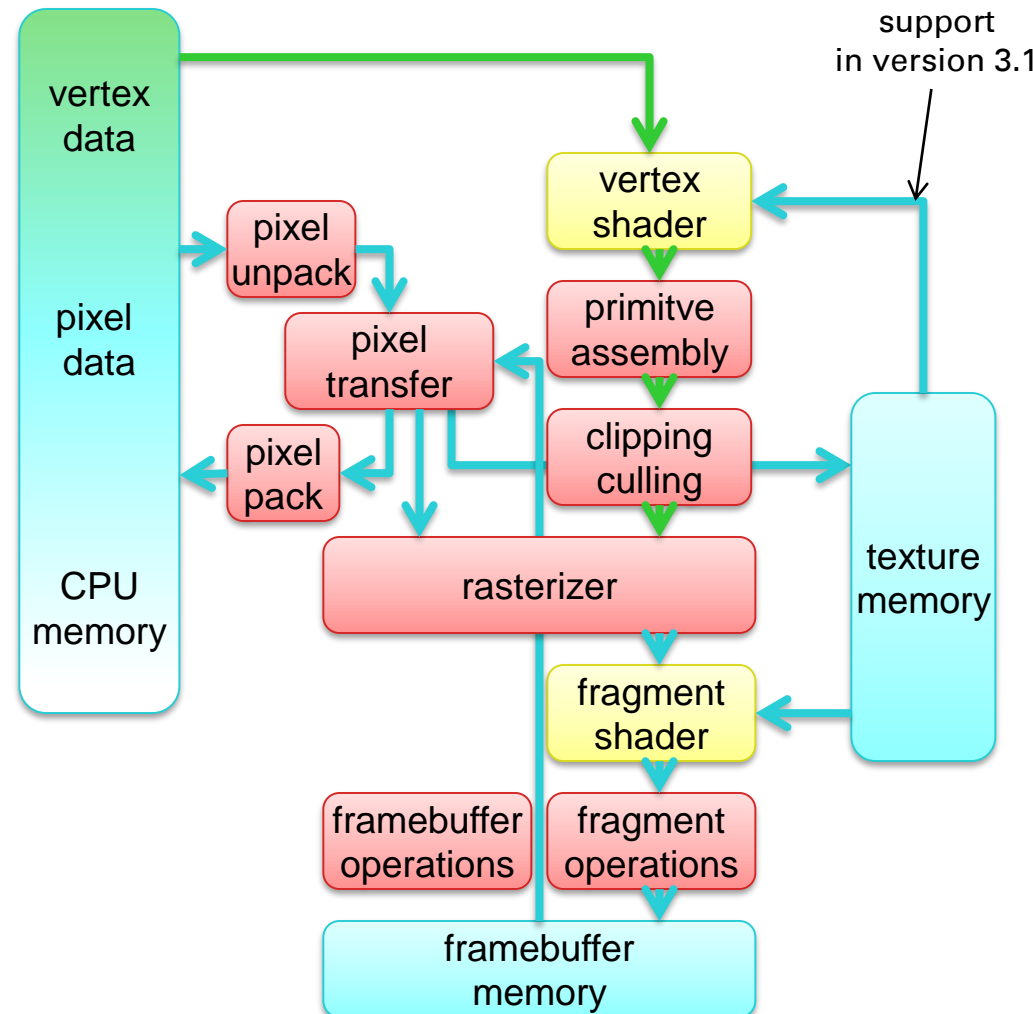 support
in version 3.1
vertex
data
vertex
shader
pixel
unpack
primitve
assembly
pixel
data
pixel
transfer
clipping
culling
pixel
pack
texture
memory
CPU
memory
rasterizer
fragment
shader
framebuffer
operations
fragment
operations
framebuffer
memory